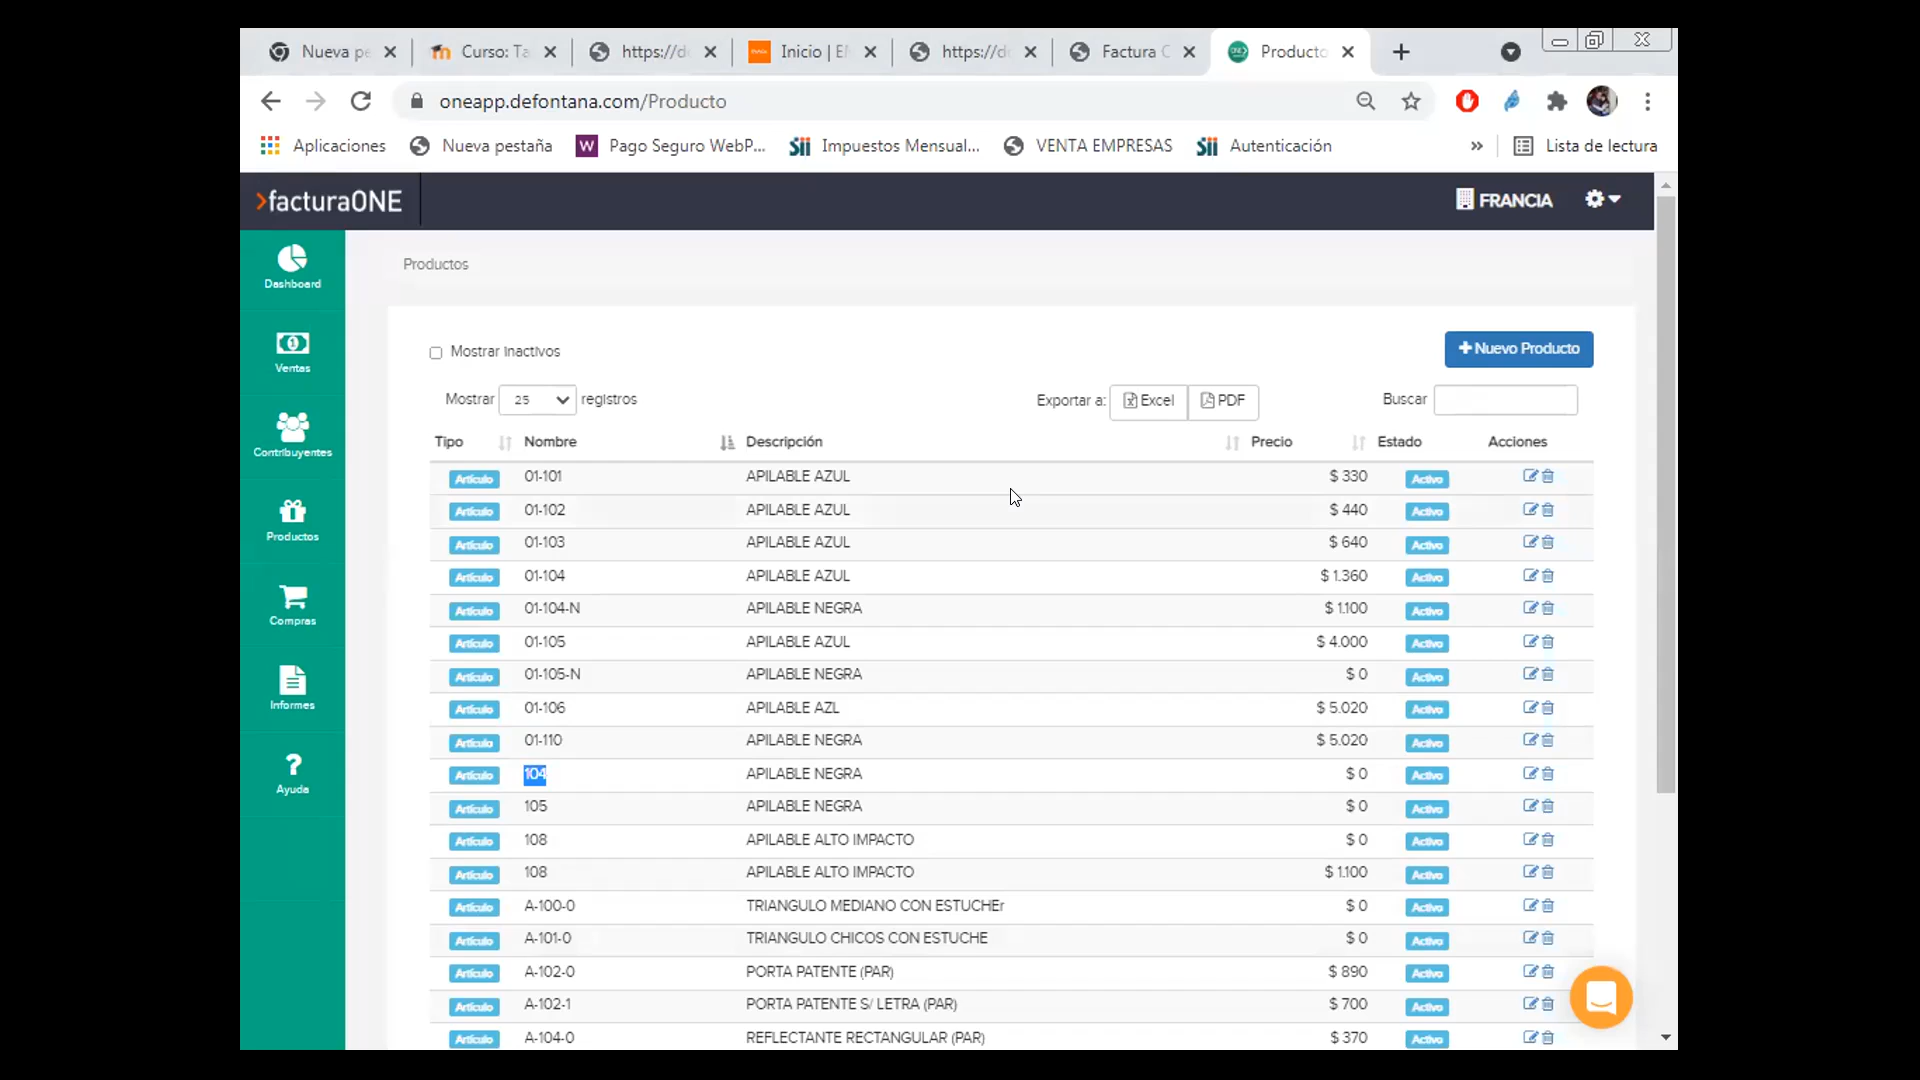 Nueva pe
Curso: Ta
https://d
Inicio | E
https://d
Factura C
Producto
oneapp.defontana.com/Producto
Aplicaciones
Nueva pestaña
W Pago Seguro WebP...
Sii Impuestos Mensual...
VENTA EMPRESAS
Sii Autenticación
»
Lista de lectura
>facturaONE
FRANCIA
Dashboard
Ventas
Contribuyentes
Productos
Compras
Informes
Ayuda
Productos
Mostrar inactivos
Nuevo Producto
Mostrar 25 registros
Exportar a: Excel PDF
Buscar
Tipo Nombre Descripción Precio Estado Acciones
Artículo 01-101 APILABLE AZUL $ 330 Activo
Artículo 01-102 APILABLE AZUL $ 440 Activo
Artículo 01-103 APILABLE AZUL $ 640 Activo
Artículo 01-104 APILABLE AZUL $ 1.360 Activo
Artículo 01-104-N APILABLE NEGRA $ 1.100 Activo
Artículo 01-105 APILABLE AZUL $ 4.000 Activo
Artículo 01-105-N APILABLE NEGRA $ 0 Activo
Artículo 01-106 APILABLE AZL $ 5.020 Activo
Artículo 01-110 APILABLE NEGRA $ 5.020 Activo
Artículo 104 APILABLE NEGRA $ 0 Activo
Artículo 105 APILABLE NEGRA $ 0 Activo
Artículo 108 APILABLE ALTO IMPACTO $ 0 Activo
Artículo 108 APILABLE ALTO IMPACTO $ 1.100 Activo
Artículo A-100-0 TRIANGULO MEDIANO CON ESTUCHEr $ 0 Activo
Artículo A-101-0 TRIANGULO CHICOS CON ESTUCHE $ 0 Activo
Artículo A-102-0 PORTA PATENTE (PAR) $ 890 Activo
Artículo A-102-1 PORTA PATENTE S/ LETRA (PAR) $ 700 Activo
Artículo A-104-0 REFLECTANTE RECTANGULAR (PAR) $ 370 Activo